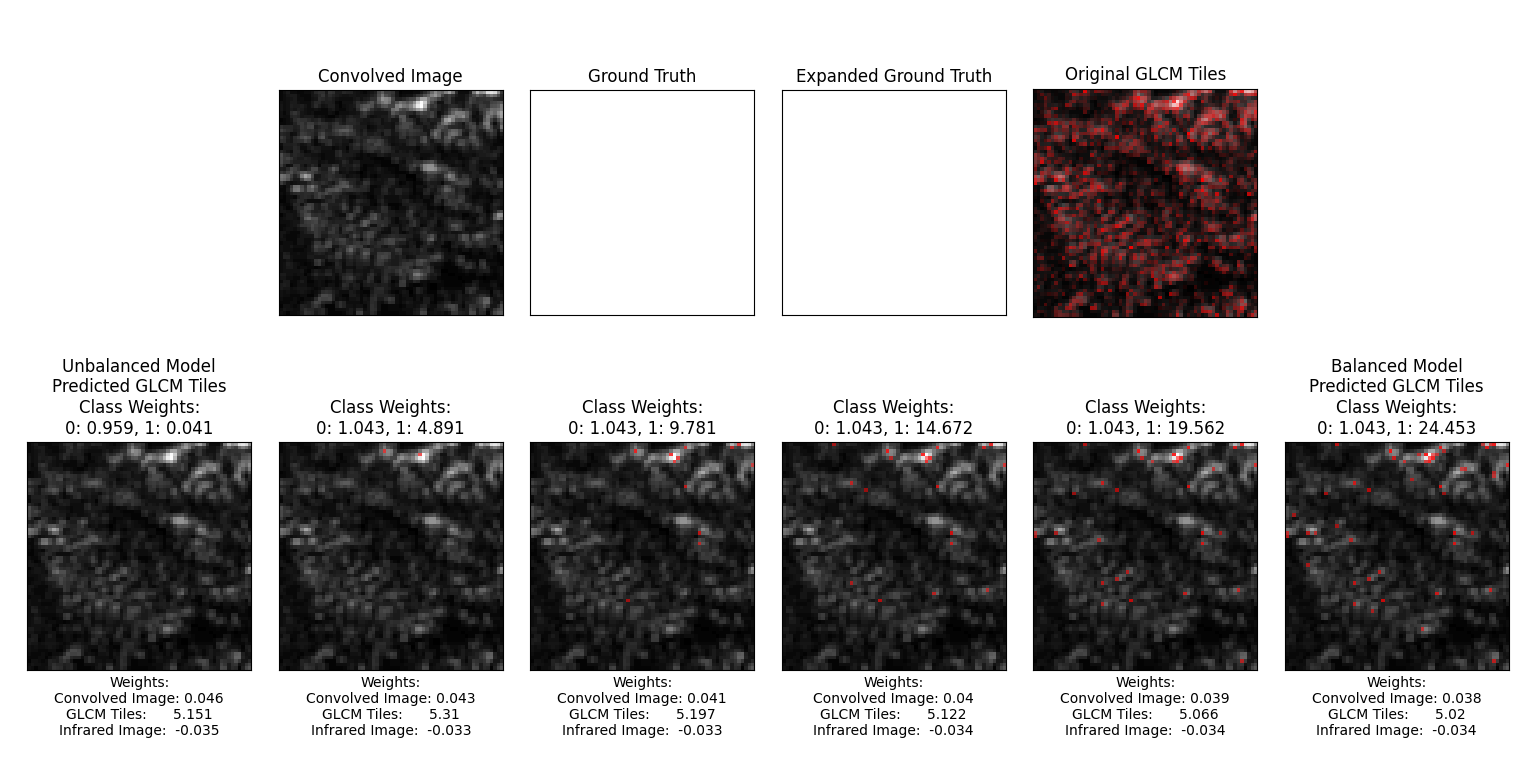 Convolved Image
Ground Truth
Expanded Ground Truth
Original GLCM Tiles
Unbalanced Model
Predicted GLCM Tiles
Class Weights:
0: 0.959, 1: 0.041
Class Weights:
0: 1.043, 1: 4.891
Class Weights:
0: 1.043, 1: 9.781
Class Weights:
0: 1.043, 1: 14.672
Class Weights:
0: 1.043, 1: 19.562
Balanced Model
Predicted GLCM Tiles
Class Weights:
0: 1.043, 1: 24.453
Weights:
Convolved Image: 0.046
GLCM Tiles: 5.151
Infrared Image: -0.035
Weights:
Convolved Image: 0.043
GLCM Tiles: 5.31
Infrared Image: -0.033
Weights:
Convolved Image: 0.041
GLCM Tiles: 5.197
Infrared Image: -0.033
Weights:
Convolved Image: 0.04
GLCM Tiles: 5.122
Infrared Image: -0.034
Weights:
Convolved Image: 0.039
GLCM Tiles: 5.066
Infrared Image: -0.034
Weights:
Convolved Image: 0.038
GLCM Tiles: 5.02
Infrared Image: -0.034